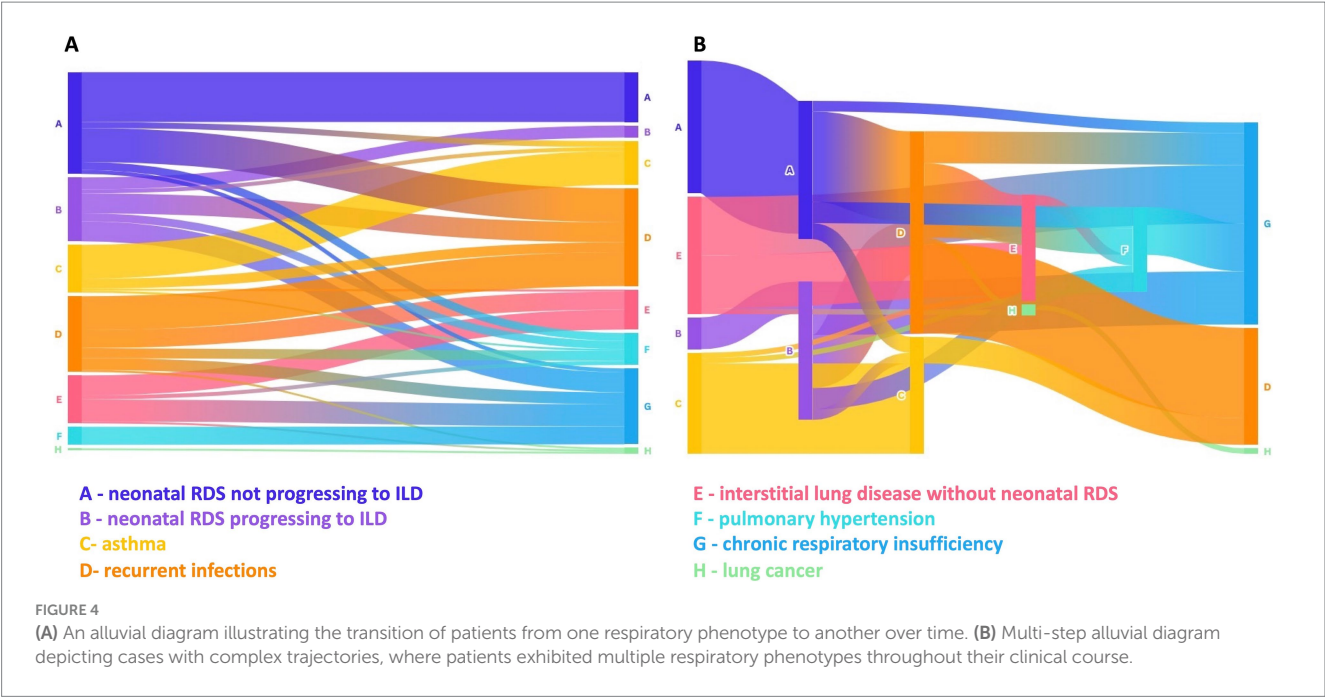 A
B
A
B
C
D
E
F
H
A
B
C
D
E
F
G
H
A
E
B
C
A
B
D
C
E
H
F
G
D
H
A - neonatal RDS not progressing to ILD
B - neonatal RDS progressing to ILD
C- asthma
D- recurrent infections
E - interstitial lung disease without neonatal RDS
F - pulmonary hypertension
G - chronic respiratory insufficiency
H - lung cancer
FIGURE 4
(A) An alluvial diagram illustrating the transition of patients from one respiratory phenotype to another over time. (B) Multi-step alluvial diagram
depicting cases with complex trajectories, where patients exhibited multiple respiratory phenotypes throughout their clinical course.